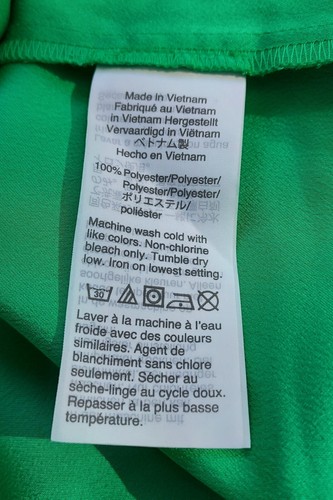 Made in Vietnam
Fabriqué au Vietnam
in Vietnam Hergestellt
Vervaardigd in Viëtnam
ベトナム製
Hecho en Vietnam
100% Polyester/Polyester/
Polyester/Polyester/
ポリエステル/
poliéster
Machine wash cold with
like colors. Non-chlorine
bleach only. Tumble dry
low. Iron on lowest setting.
Laver à la machine à l'eau
froide avec des couleurs
similaires. Agent de
blanchiment sans chlore
seulement. Sécher au
sèche-linge au cycle doux.
Repasser à la plus basse
température.